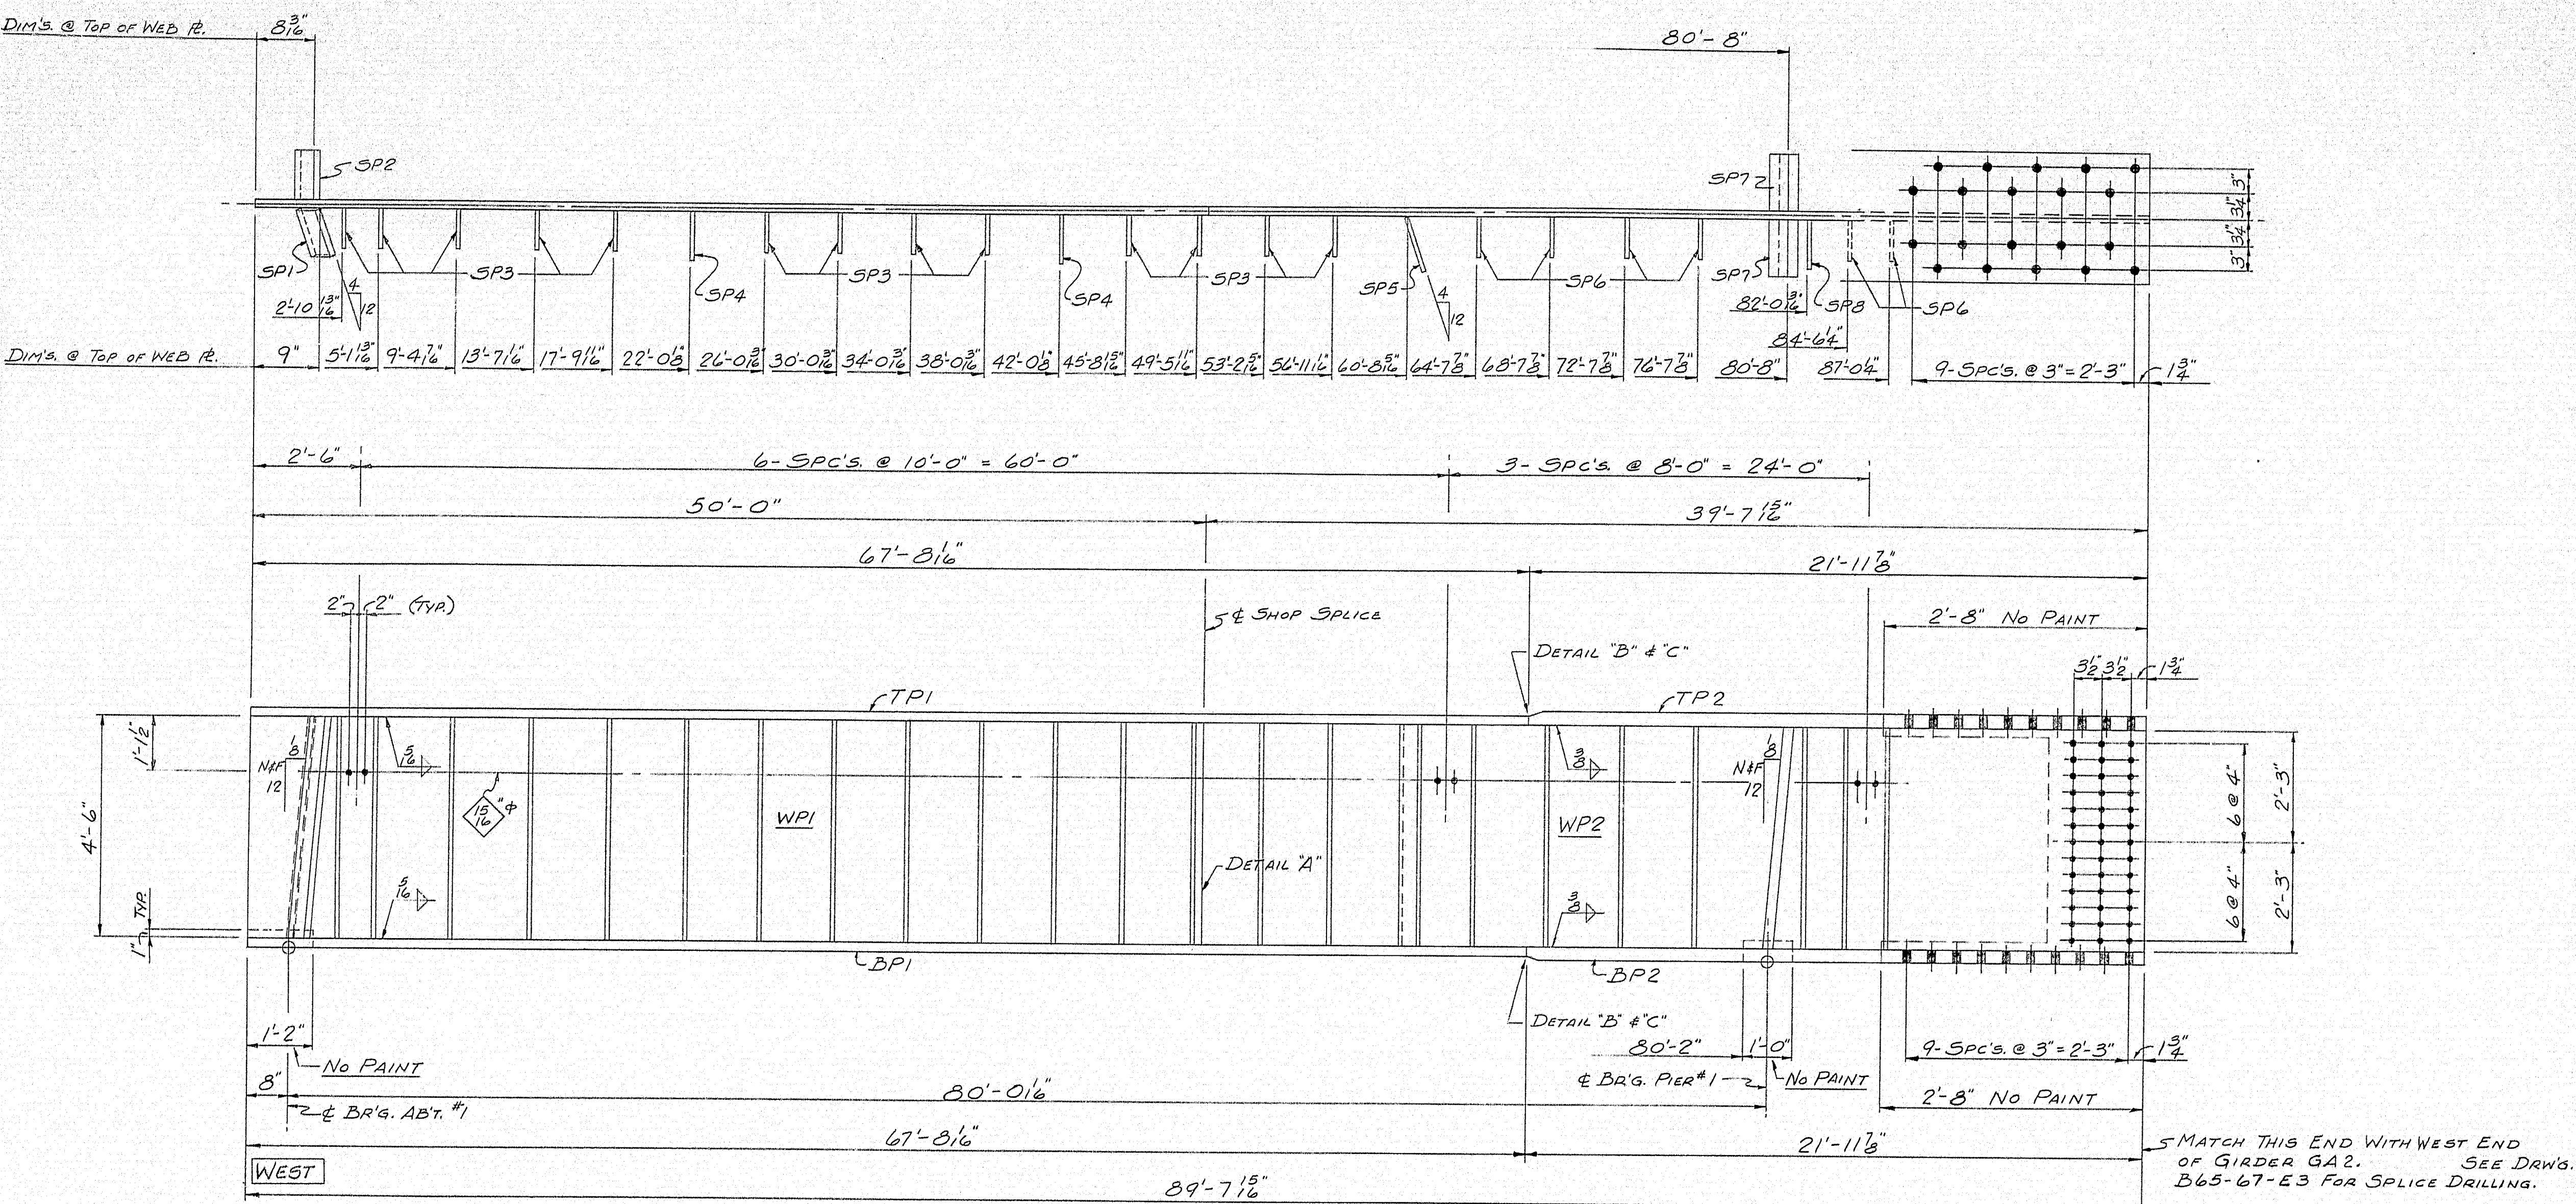 DIM'S. @ TOP OF WEB PL.
8 3/16"
80'-8"
SP2
SP7
SP1
SP3
SP4
SP3
SP4
SP3
SP5
SP6
SP7
SP8
SP6
4
12
4
12
3"
3 1/4"
3 1/4"
3"
2'-10 13/16"
82'-0 3/16"
84'-6 1/4"
DIM'S. @ TOP OF WEB PL.
9"
5'-1 13/16"
9'-4 7/16"
13'-7 1/16"
17'-9 11/16"
22'-0 1/8"
26'-0 3/16"
30'-0 3/16"
34'-0 3/16"
38'-0 3/16"
42'-0 1/8"
45'-8 15/16"
49'-5 11/16"
53'-2 5/16"
56'-11 1/16"
60'-8 5/16"
64'-7 7/8"
68'-7 7/8"
72'-7 7/8"
76'-7 7/8"
80'-8"
87'-0 1/4"
9-SPC'S. @ 3" = 2'-3"
1 3/4"
2'-6"
6-SPC'S. @ 10'-0" = 60'-0"
3-SPC'S. @ 8'-0" = 24'-0"
50'-0"
39'-7 15/16"
67'-8 1/16"
21'-11 7/8"
2"
2" (TYP.)
℄ SHOP SPLICE
2'-8" NO PAINT
DETAIL "B" & "C"
3 1/2"
3 1/2"
1 3/4"
TP1
TP2
1'-1 1/2"
1/8
N&F
12
5/16
15/16 "ϕ
WP1
3/8
WP2
1/8
N&F
12
4'-6"
DETAIL "A"
6 @ 4"
2'-3"
6 @ 4"
2'-3"
5/16
3/8
TYP.
1"
BP1
BP2
1'-2"
NO PAINT
DETAIL "B" & "C"
80'-2"
1'-0"
NO PAINT
9-SPC'S. @ 3" = 2'-3"
1 3/4"
8"
80'-0 1/16"
℄ BR'G. PIER #1
2'-8" NO PAINT
℄ BR'G. AB'T. #1
67'-8 1/16"
21'-11 7/8"
WEST
89'-7 15/16"
MATCH THIS END WITH WEST END
OF GIRDER GA2. SEE DRW'G.
B65-67-E3 FOR SPLICE DRILLING.